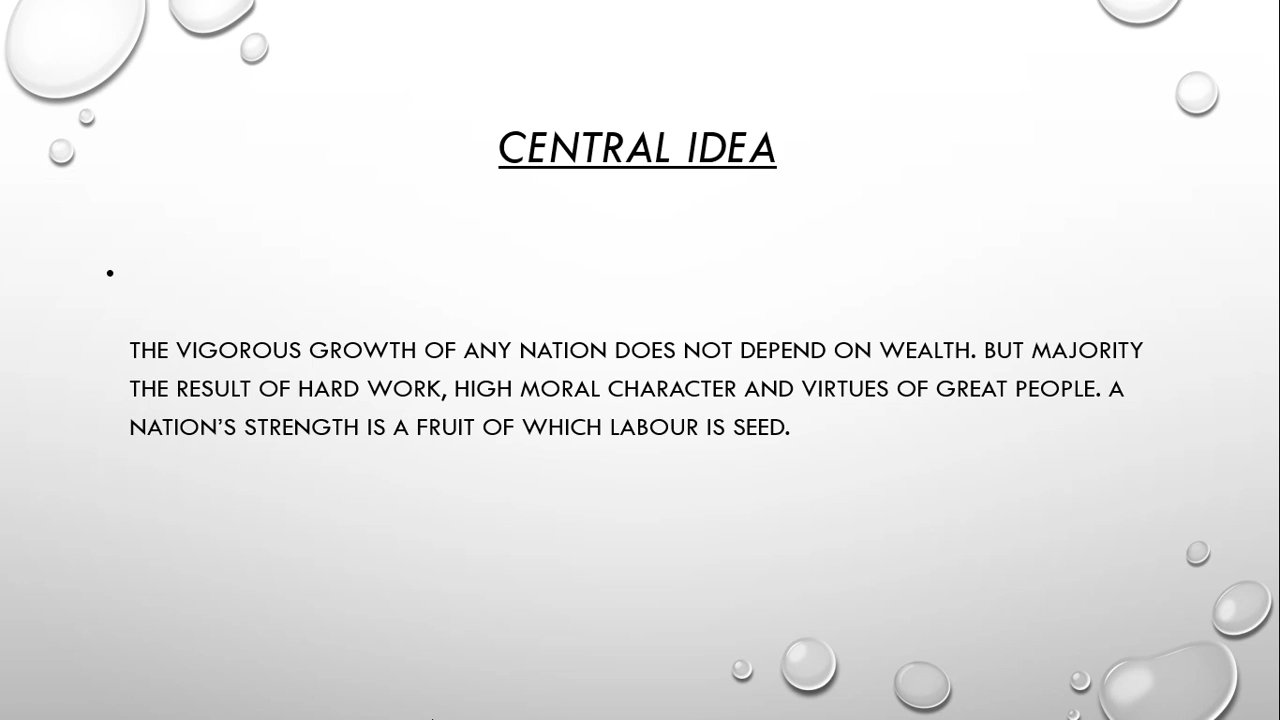 CENTRAL IDEA
•
THE VIGOROUS GROWTH OF ANY NATION DOES NOT DEPEND ON WEALTH. BUT MAJORITY
THE RESULT OF HARD WORK, HIGH MORAL CHARACTER AND VIRTUES OF GREAT PEOPLE. A
NATION’S STRENGTH IS A FRUIT OF WHICH LABOUR IS SEED.